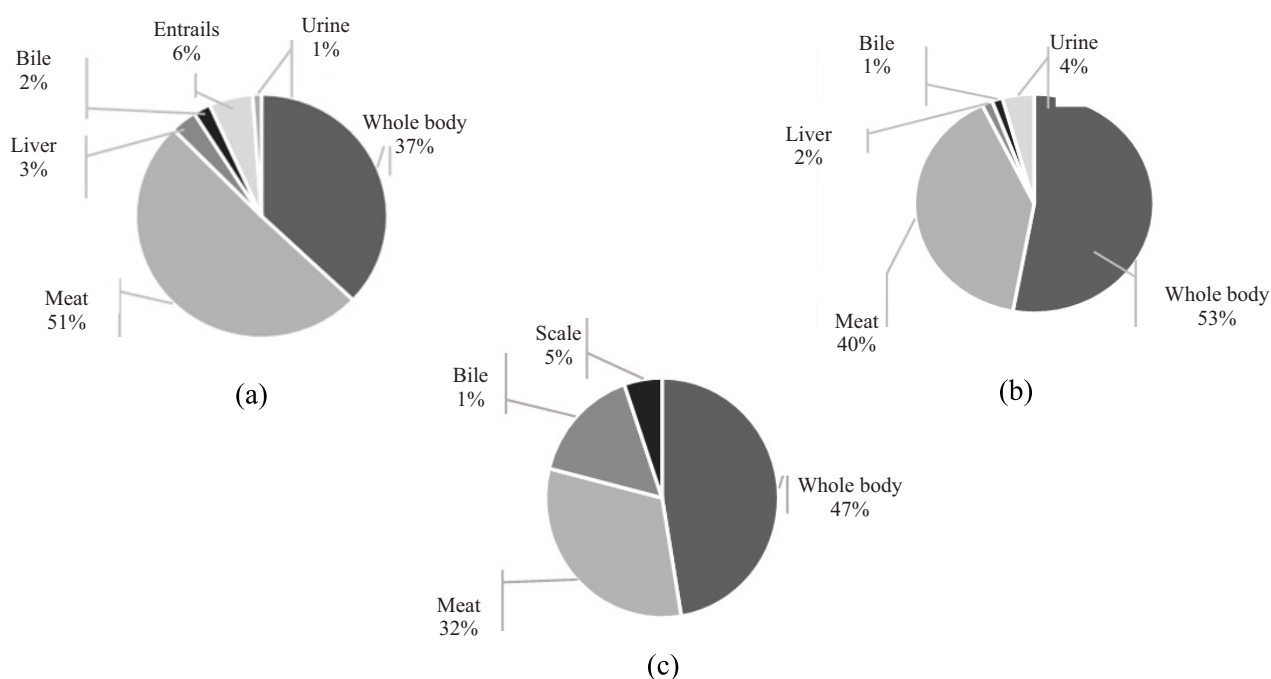 Entrails
6%
Urine
1%
Bile
2%
Liver
3%
Whole body
37%
Meat
51%
(a)
Bile
1%
Urine
4%
Liver
2%
Whole body
53%
Meat
40%
(b)
Scale
5%
Bile
1%
Whole body
47%
Meat
32%
(c)